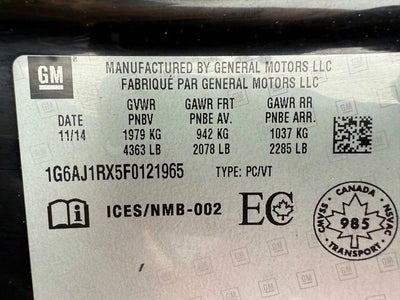 GM
MANUFACTURED BY GENERAL MOTORS LLC
FABRIQUÉ PAR GENERAL MOTORS LLC
DATE
11/14
GVWR
PNBV
1979 KG
4363 LB
GAWR FRT
PNBE AV.
942 KG
2078 LB
GAWR RR
PNBE ARR.
1037 KG
2285 LB
1G6AJ1RX5F0121965 TYPE: PC/VT
ICES/NMB-002
EC
CANADA
CMVSS
985
NSVAC
TRANSPORT